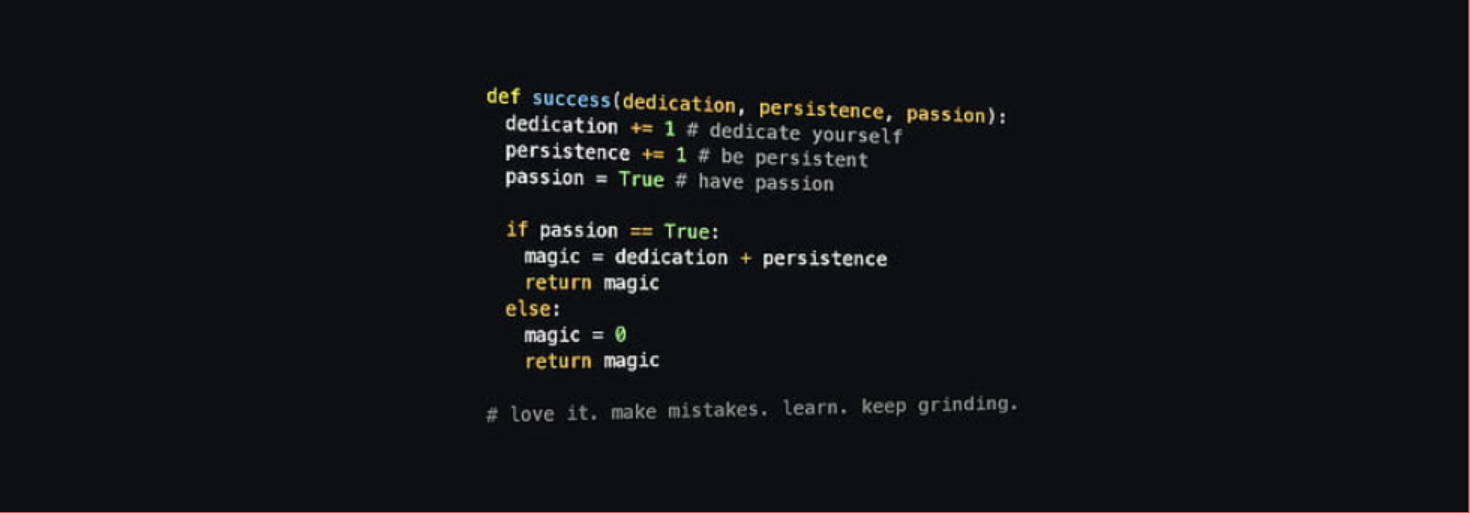 def success(dedication, persistence, passion):
  dedication += 1 # dedicate yourself
  persistence += 1 # be persistent
  passion = True # have passion

  if passion == True:
    magic = dedication + persistence
    return magic
  else:
    magic = 0
    return magic

# love it. make mistakes. learn. keep grinding.